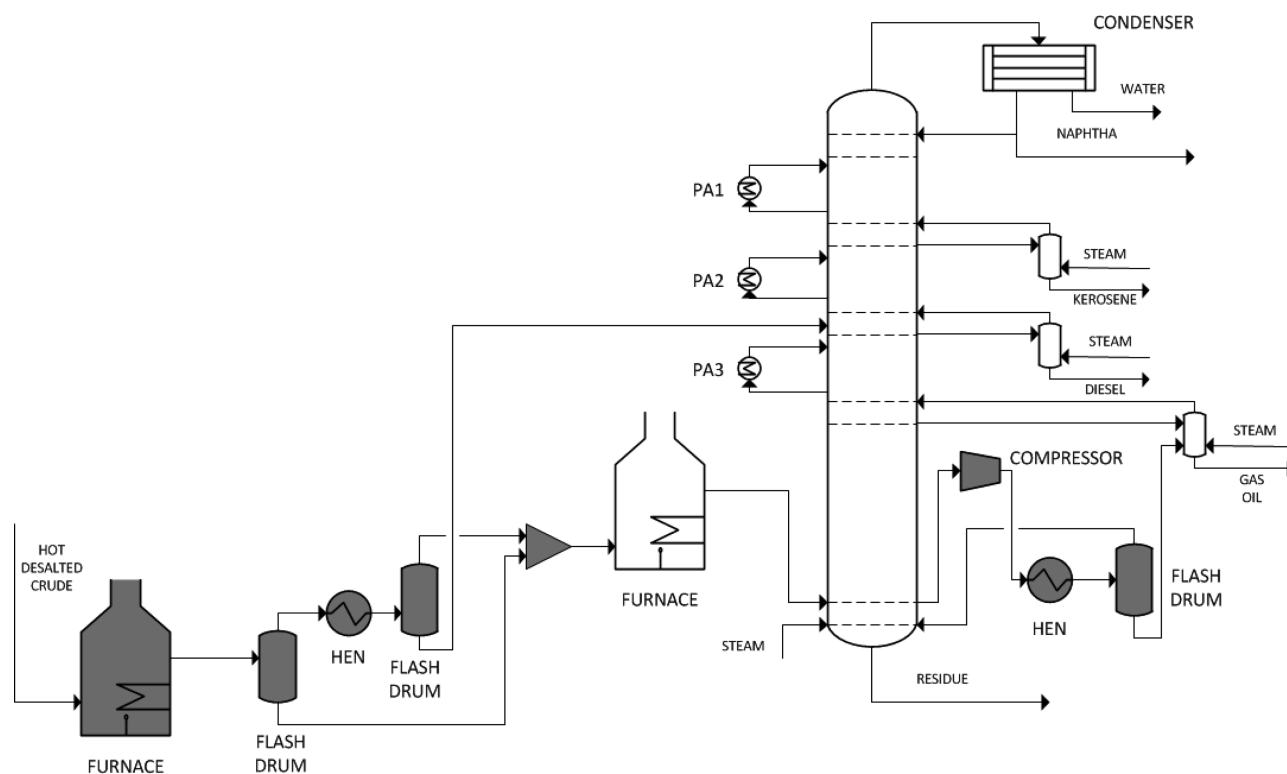 CONDENSER
WATER
NAPHTHA
PA1
STEAM
PA2
KEROSENE
STEAM
PA3
DIESEL
STEAM
COMPRESSOR
GAS
OIL
HOT
DESALTED
CRUDE
FLASH
DRUM
FURNACE
HEN
HEN
STEAM
FLASH
DRUM
RESIDUE
FLASH
DRUM
FURNACE